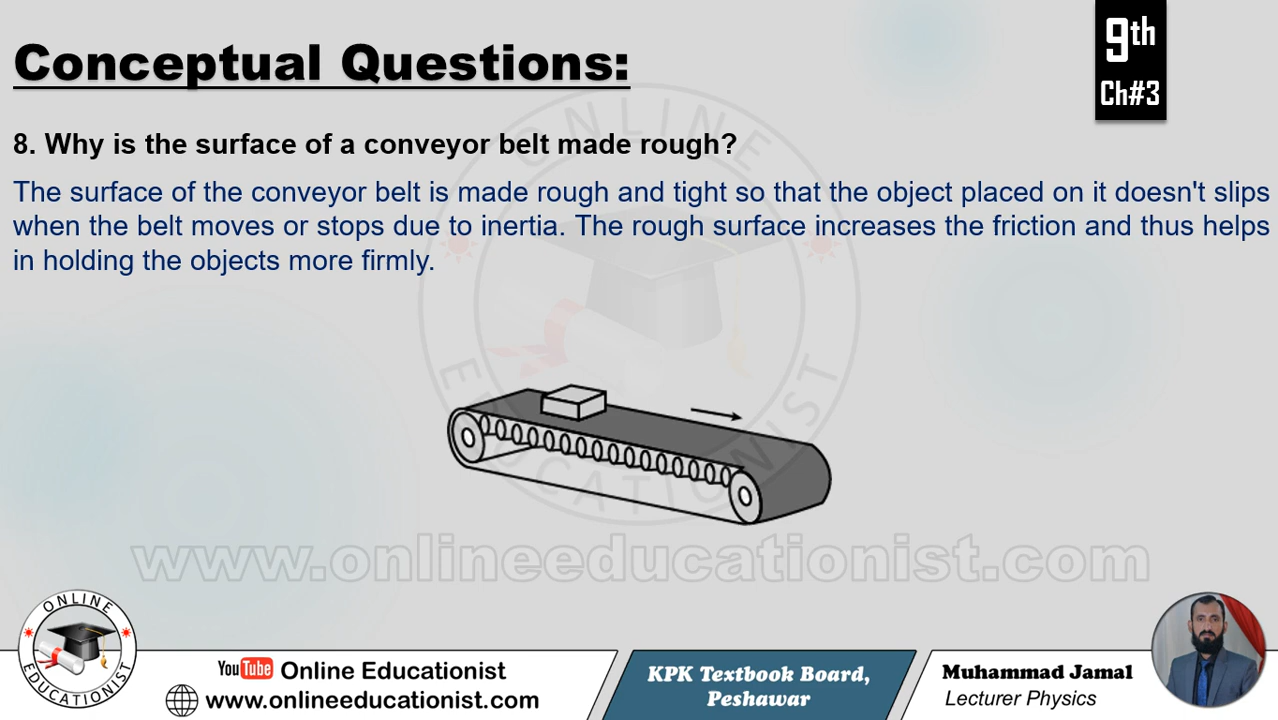 Conceptual Questions:
9th
Ch#3
8. Why is the surface of a conveyor belt made rough?
The surface of the conveyor belt is made rough and tight so that the object placed on it doesn't slips
when the belt moves or stops due to inertia. The rough surface increases the friction and thus helps
in holding the objects more firmly.
ONLINE
EDUCATIONIST
www.onlineeducationist.com
ONLINE
EDUCATIONIST
YouTube Online Educationist
www.onlineeducationist.com
KPK Textbook Board,
Peshawar
Muhammad Jamal
Lecturer Physics